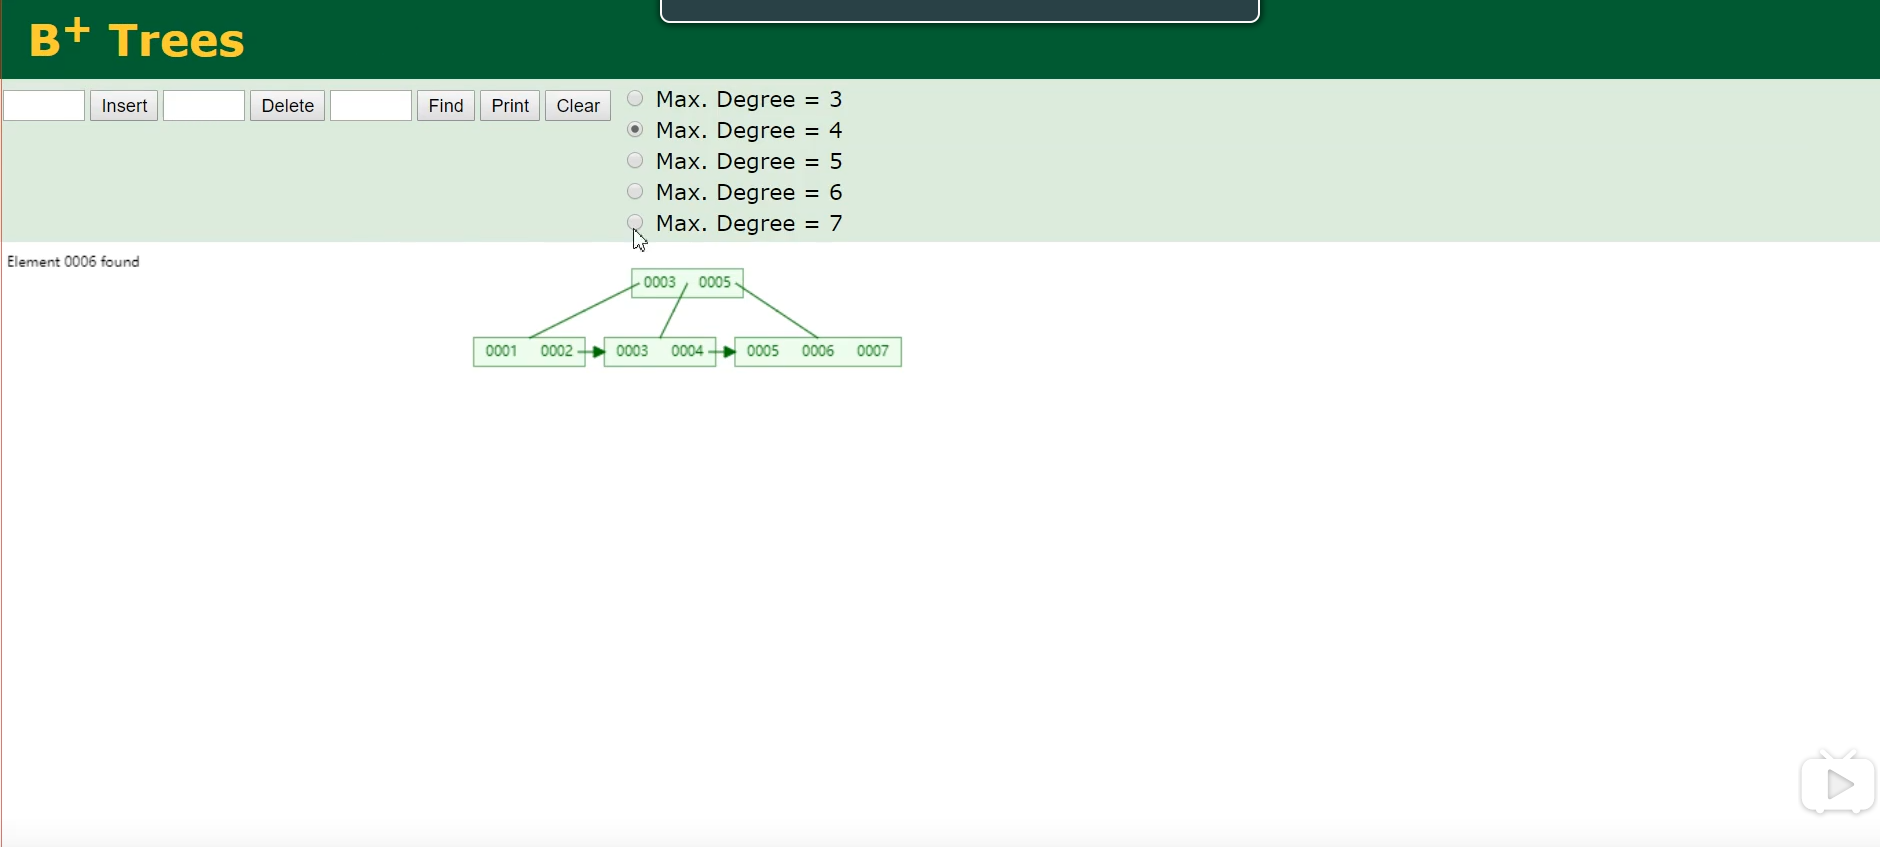 B+ Trees
Insert Delete Find Print Clear
Max. Degree = 3
Max. Degree = 4
Max. Degree = 5
Max. Degree = 6
Max. Degree = 7
Element 0006 found
0003 0005
0001 0002 0003 0004 0005 0006 0007